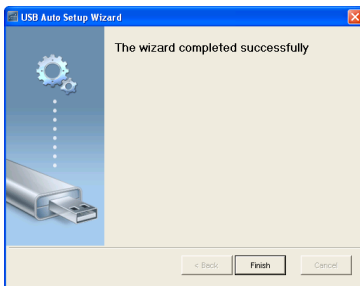 USB Auto Setup Wizard
The wizard completed successfully
< Back Finish Cancel